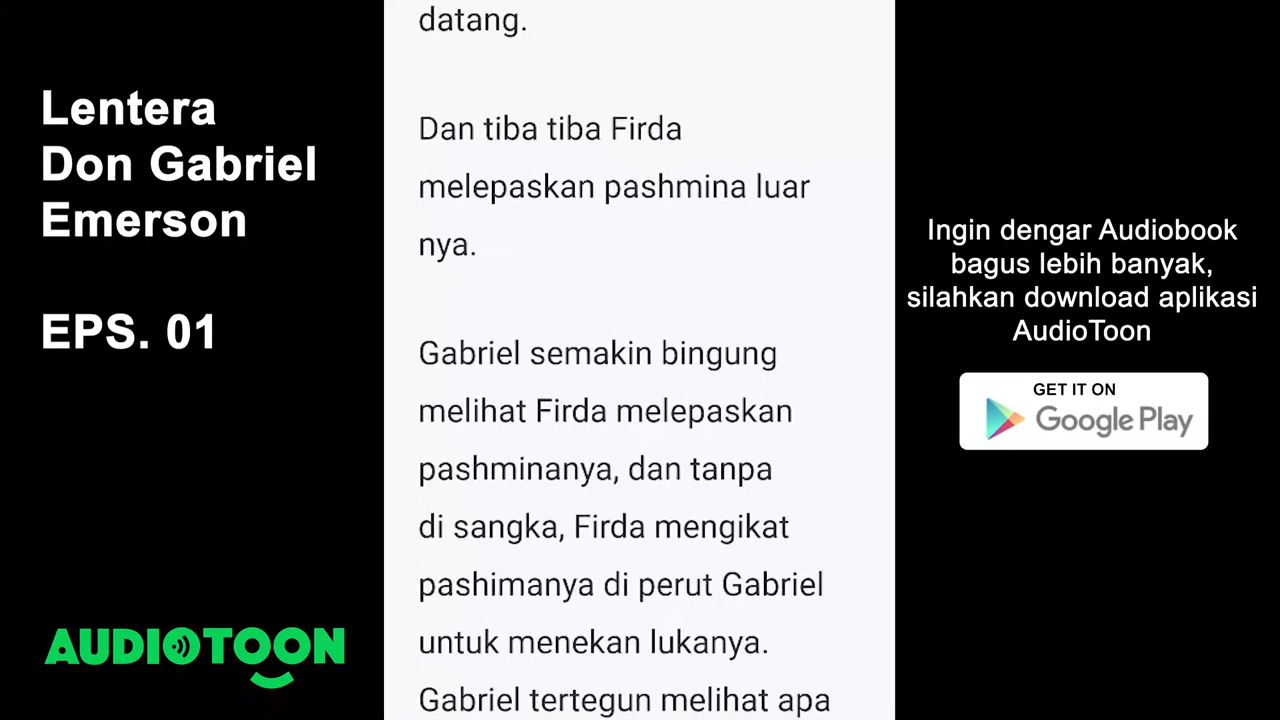 Lentera
Don Gabriel
Emerson
EPS. 01
AUDIOTOON
datang.
Dan tiba tiba Firda
melepaskan pashmina luar
nya.
Gabriel semakin bingung
melihat Firda melepaskan
pashminanya, dan tanpa
di sangka, Firda mengikat
pashimanya di perut Gabriel
untuk menekan lukanya.
Gabriel tertegun melihat apa
Ingin dengar Audiobook
bagus lebih banyak,
silahkan download aplikasi
AudioToon
GET IT ON
Google Play